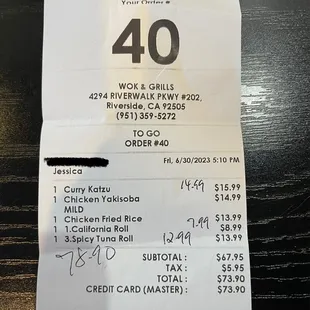 Your Order #
40
WOK & GRILLS
4294 RIVERWALK PKWY #202,
Riverside, CA 92505
(951) 359-5272
TO GO
ORDER #40
Fri, 6/30/2023 5:10 PM
Jessica
1 Curry Katzu 14.99 $15.99
1 Chicken Yakisoba $14.99
MILD
1 Chicken Fried Rice $13.99
1 1.California Roll 7.99 $8.99
1 3.Spicy Tuna Roll 12.99 $13.99
78.90
SUBTOTAL : $67.95
TAX : $5.95
TOTAL : $73.90
CREDIT CARD (MASTER) : $73.90